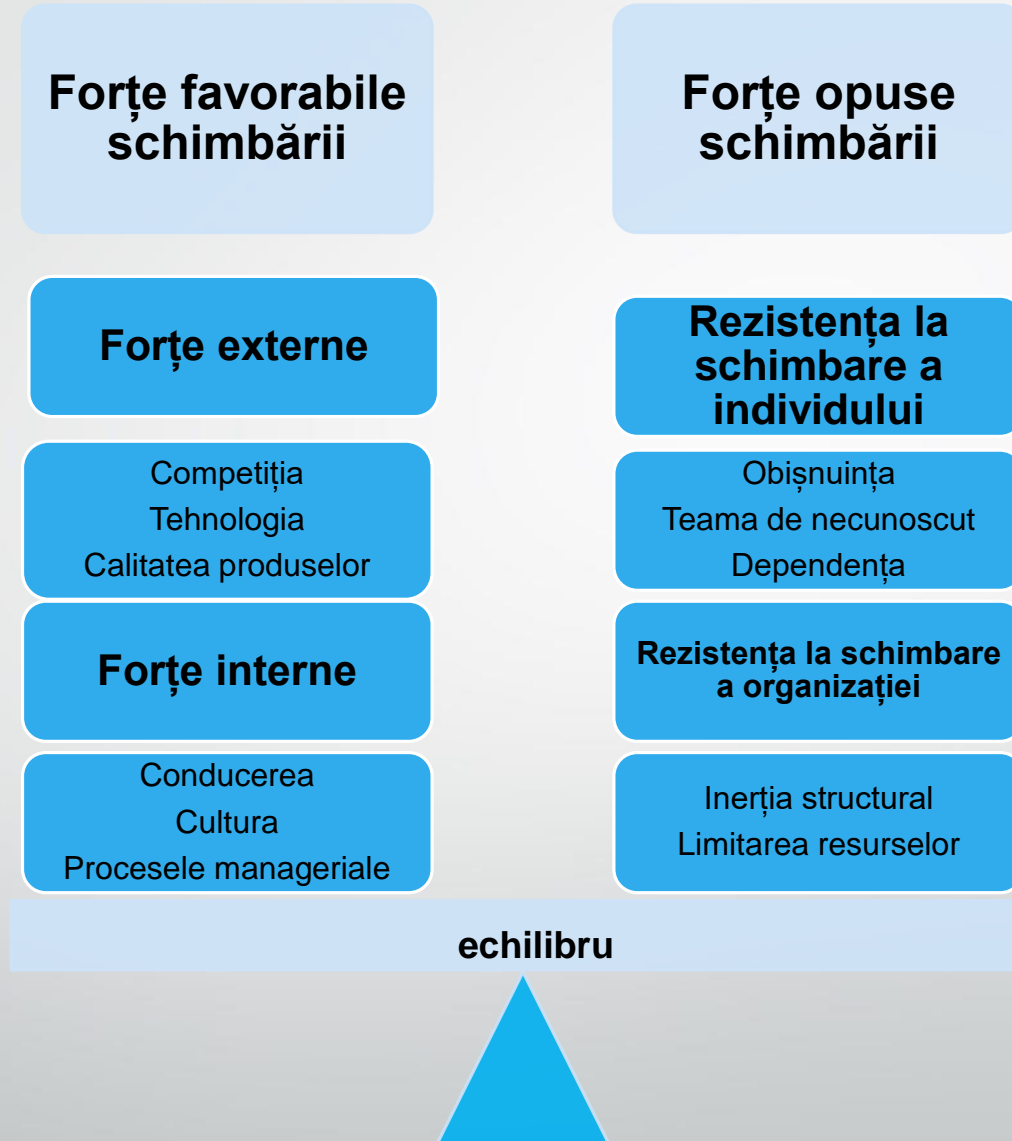 Forțe favorabile
schimbării
Forțe externe
Competiția
Tehnologia
Calitatea produselor
Forțe interne
Conducerea
Cultura
Procesele manageriale
Forțe opuse
schimbării
Rezistența la
schimbare a
individului
Obișnuința
Teama de necunoscut
Dependența
Rezistența la schimbare
a organizației
Inerția structural
Limitarea resurselor
echilibru